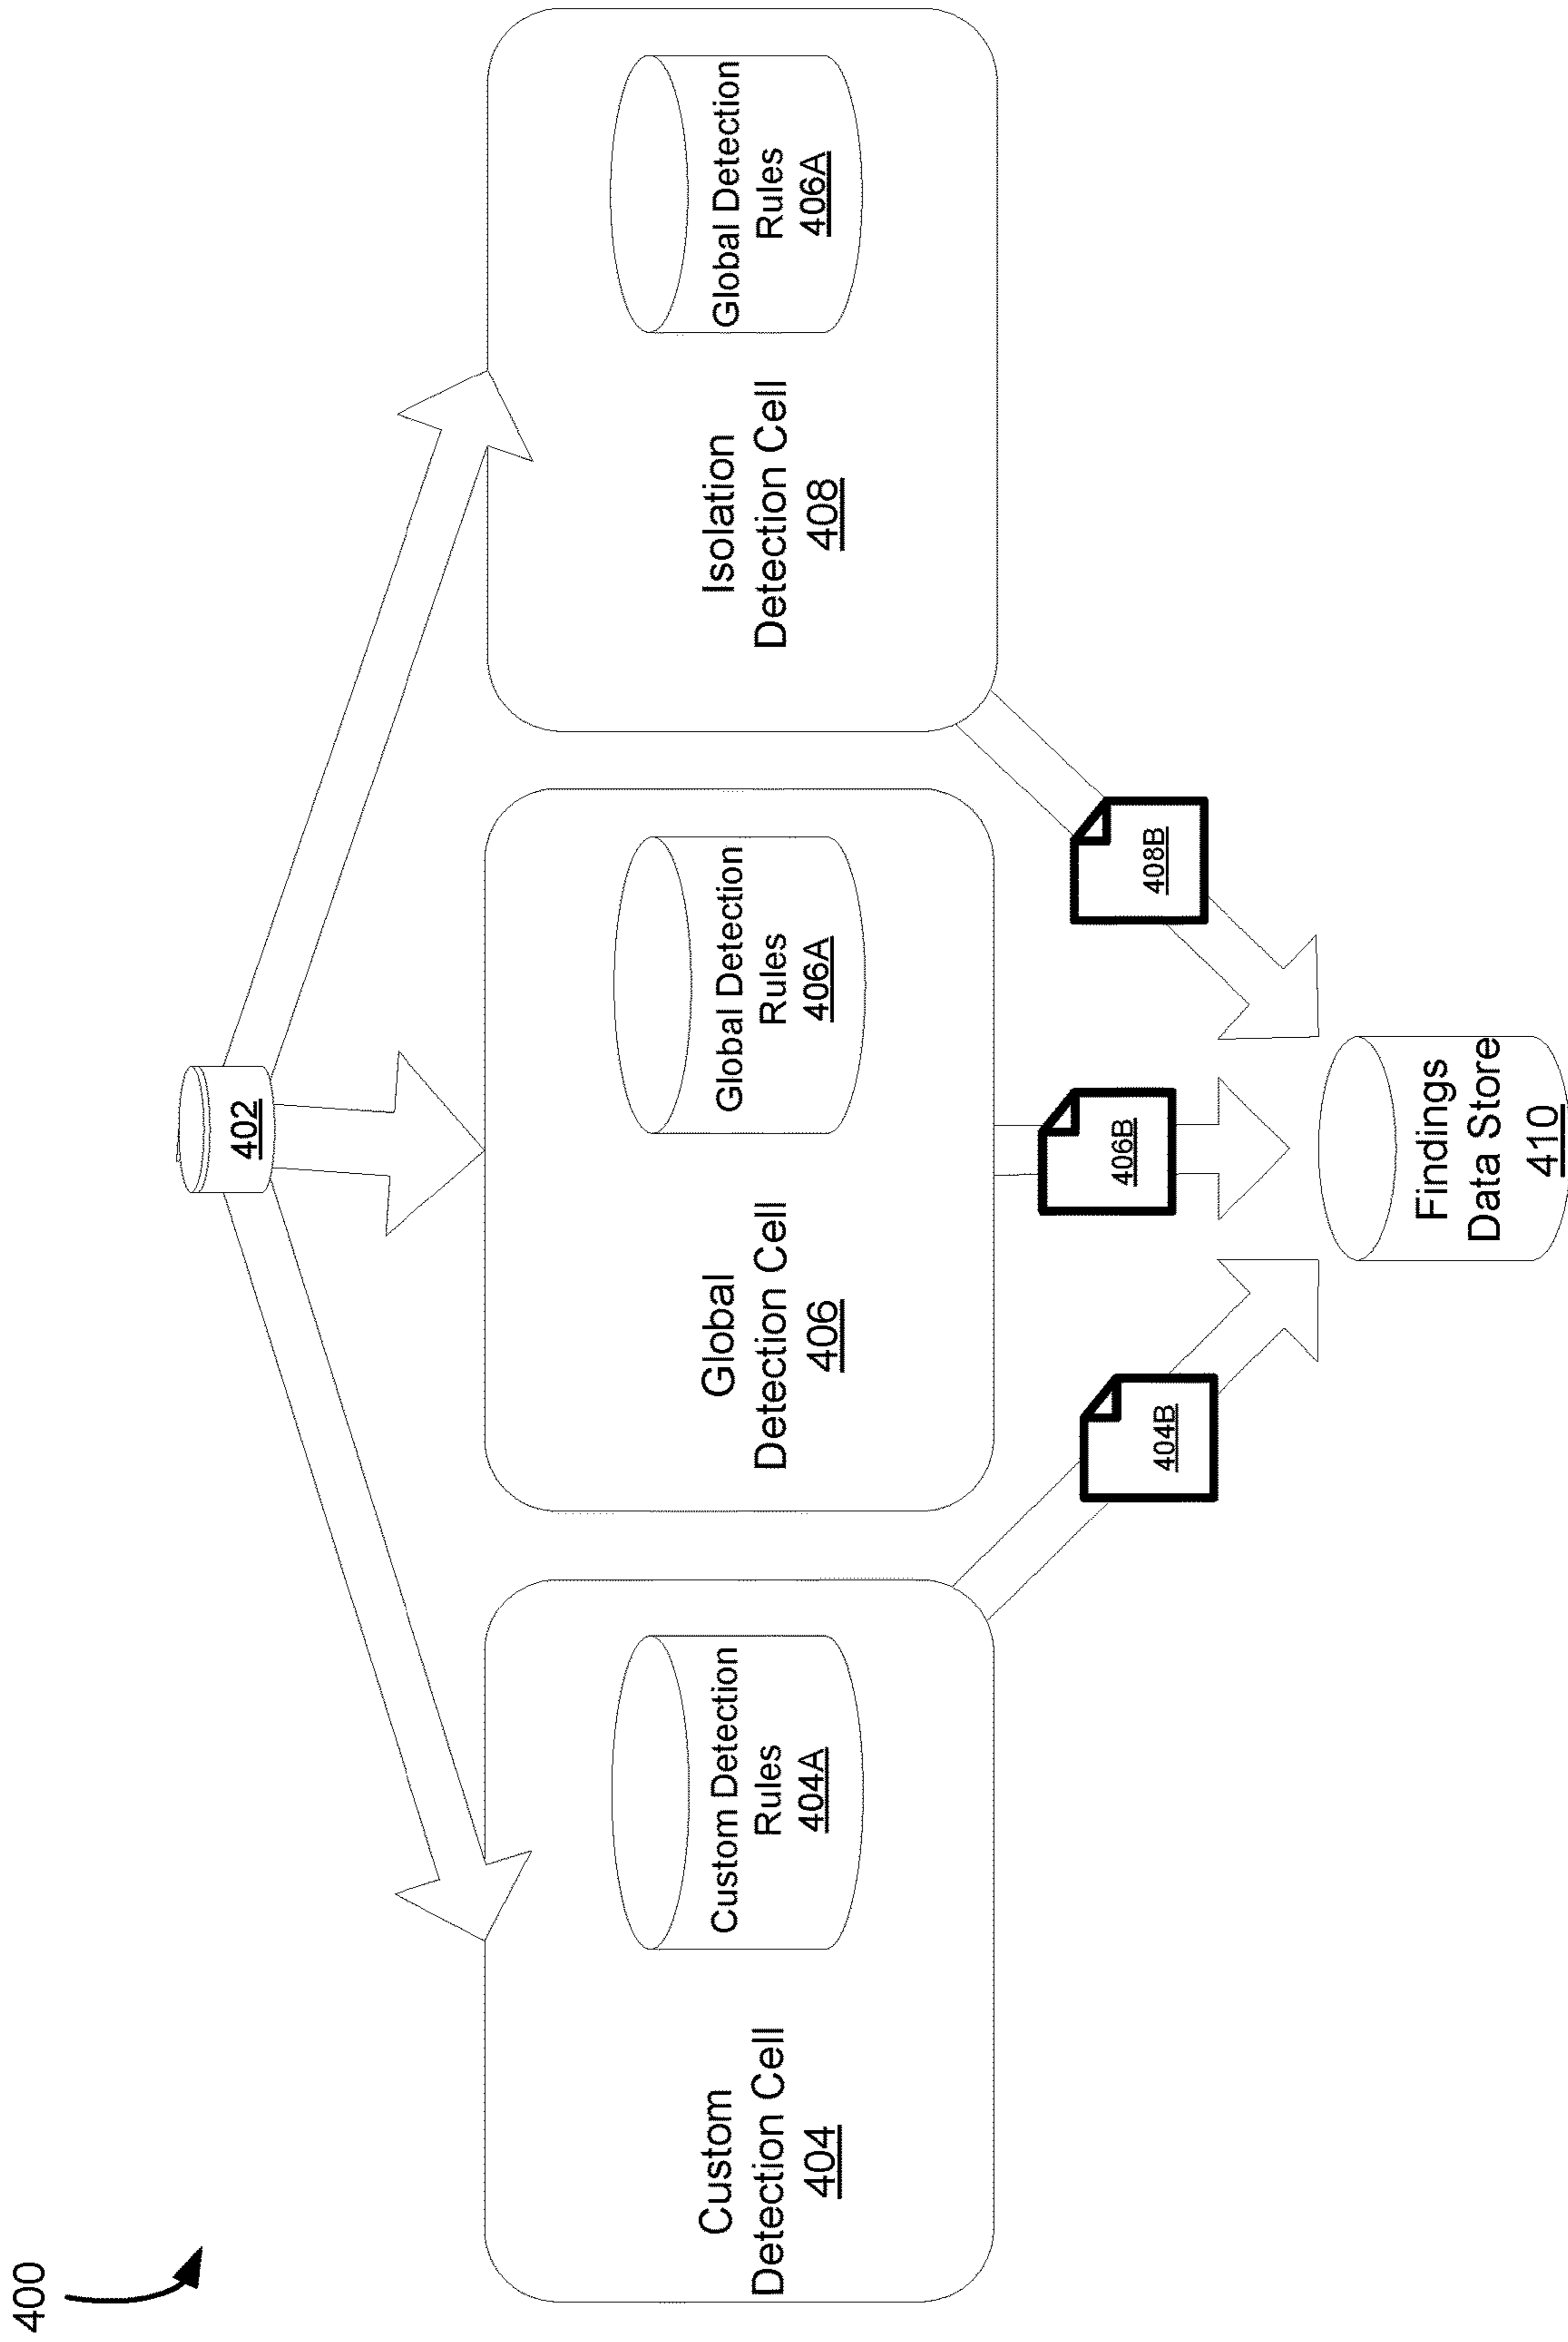 400
402
Custom
Detection Cell
404
Custom Detection
Rules
404A
Global
Detection Cell
406
Global Detection
Rules
406A
Isolation
Detection Cell
408
Global Detection
Rules
406A
404B
406B
408B
Findings
Data Store
410